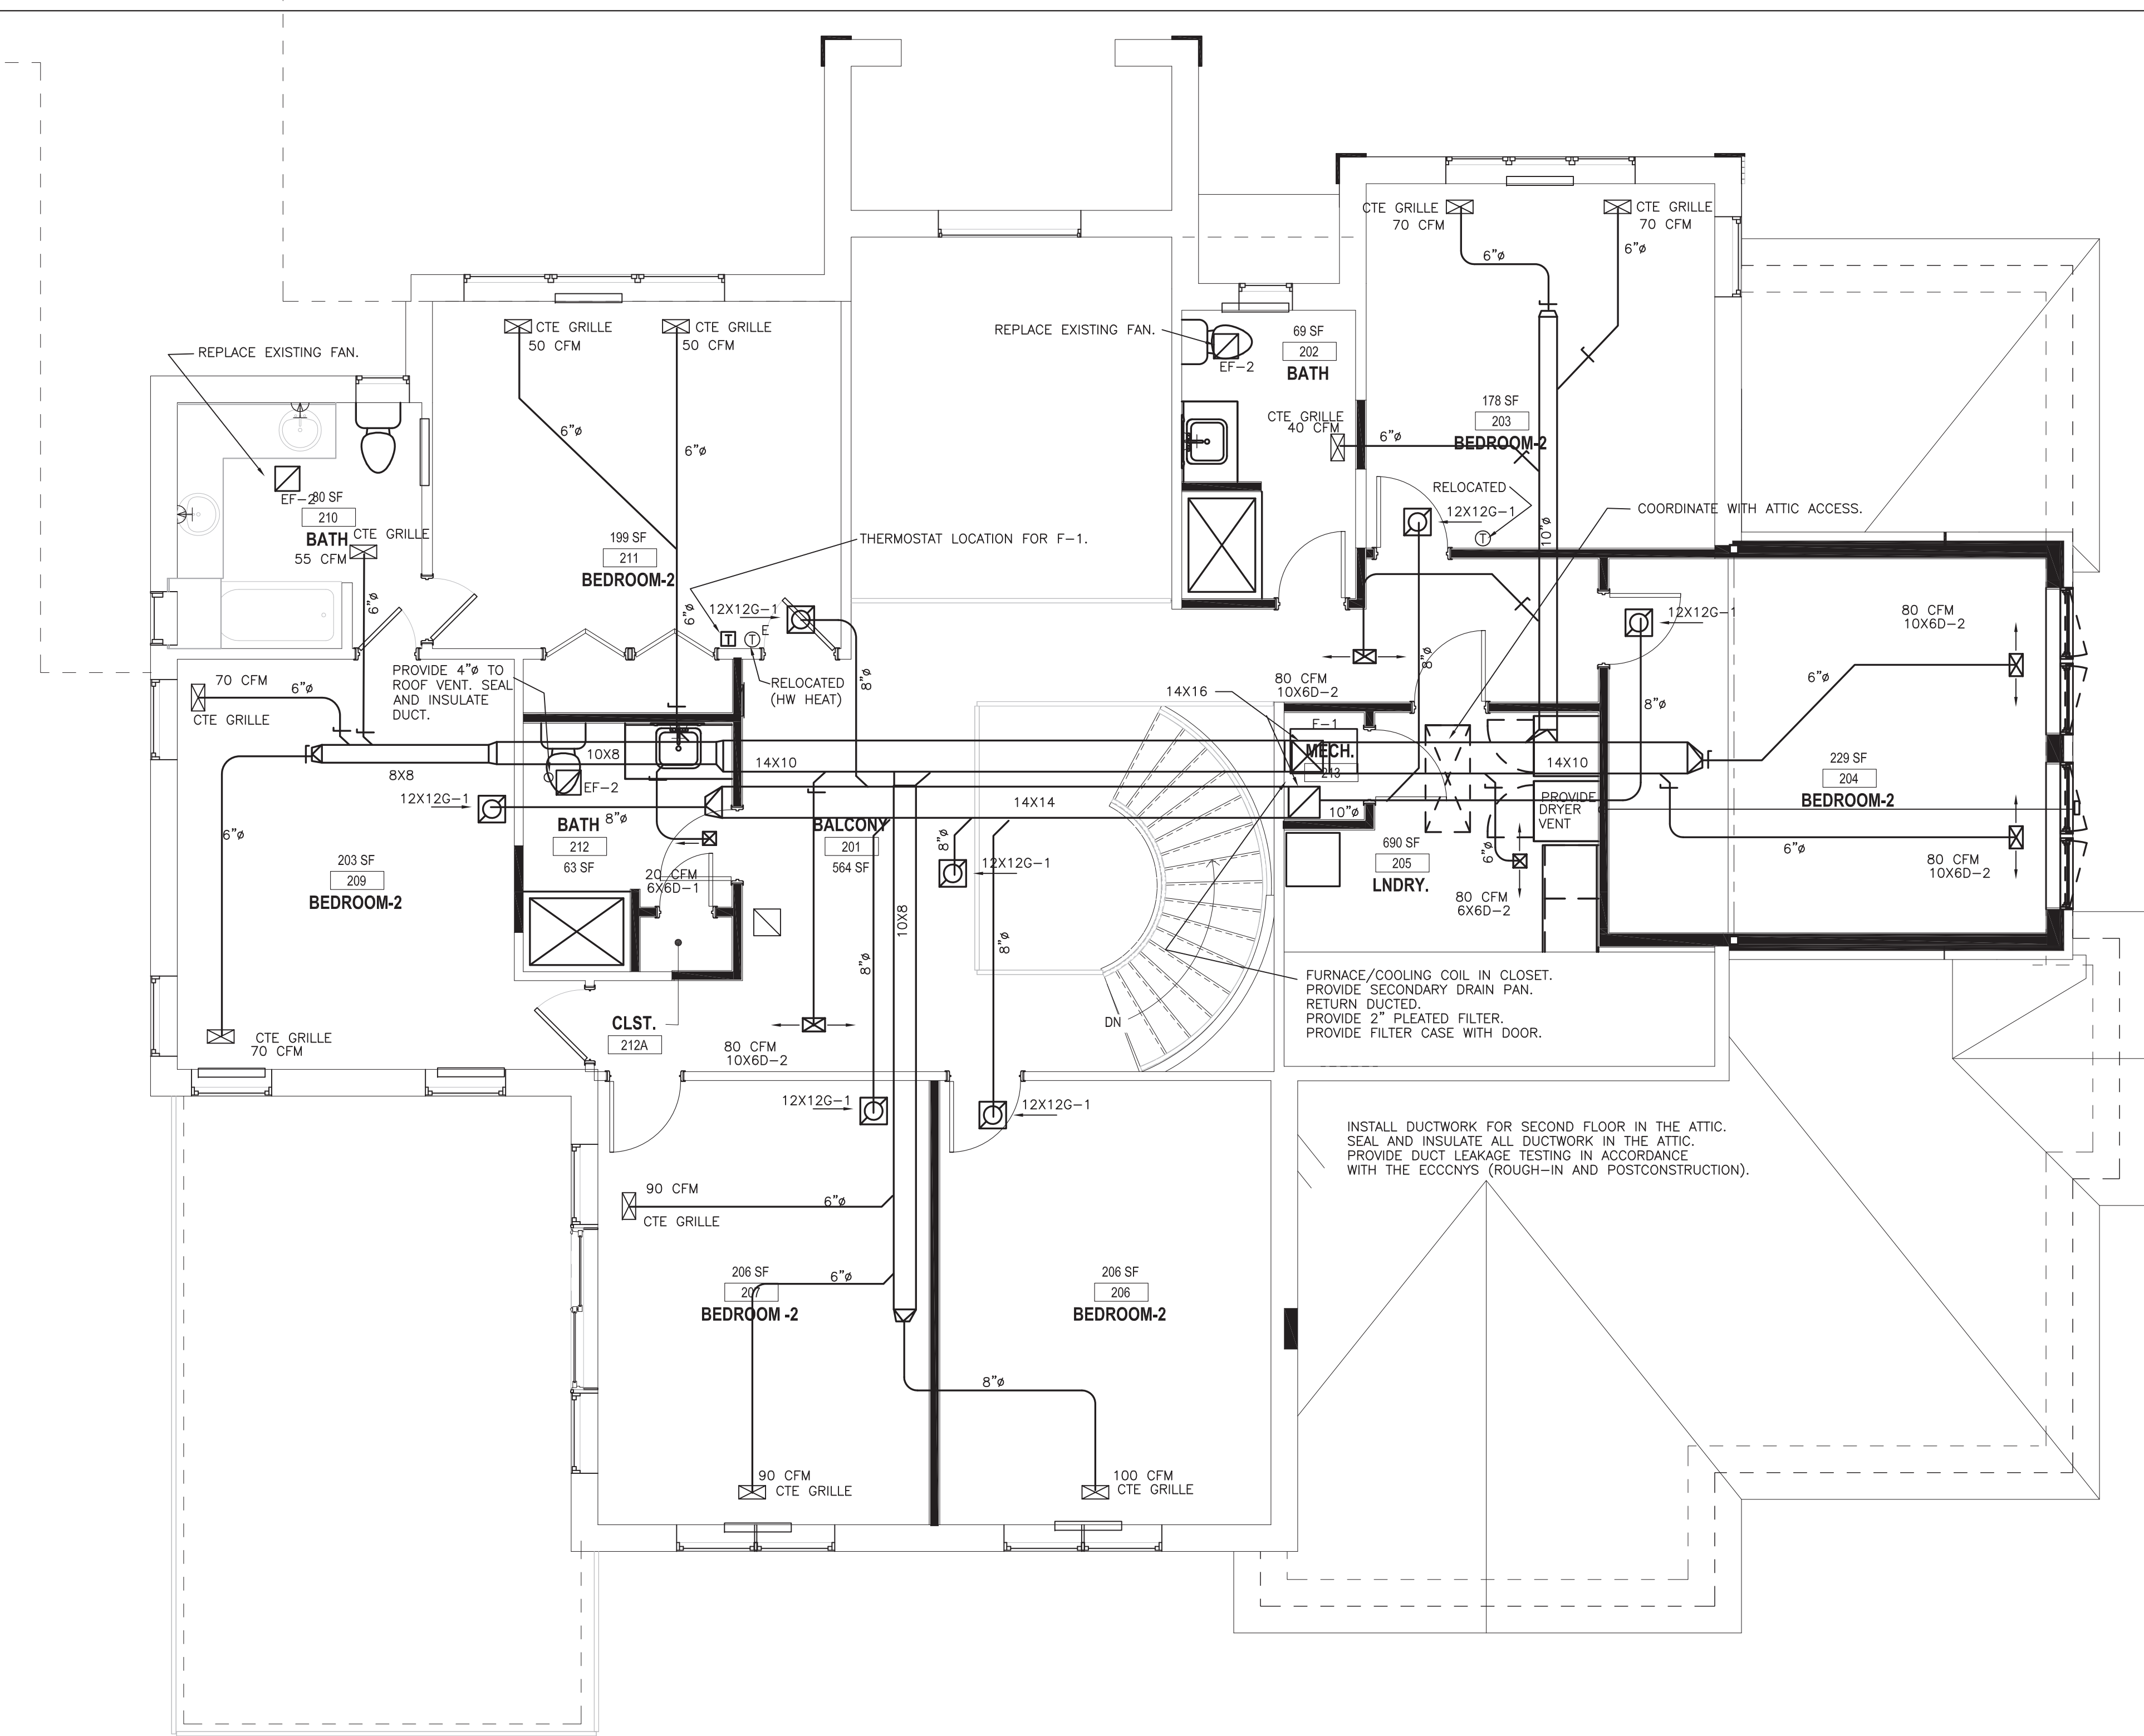 CTE GRILLE
70 CFM
CTE GRILLE
70 CFM
6"ø
6"ø
CTE GRILLE
50 CFM
CTE GRILLE
50 CFM
REPLACE EXISTING FAN.
REPLACE EXISTING FAN.
EF-2
69 SF
202
BATH
178 SF
203
BEDROOM-2
CTE GRILLE
40 CFM
6"ø
6"ø
6"ø
EF-2
80 SF
210
BATH
CTE GRILLE
55 CFM
6"ø
199 SF
211
BEDROOM-2
THERMOSTAT LOCATION FOR F-1.
RELOCATED
T
12X12G-1
10"ø
COORDINATE WITH ATTIC ACCESS.
12X12G-1
6"ø
T
T
E
8"ø
RELOCATED
(HW HEAT)
PROVIDE 4"ø TO
ROOF VENT. SEAL
AND INSULATE
DUCT.
70 CFM
CTE GRILLE
6"ø
8"ø
80 CFM
10X6D-2
14X16
F-1
MECH.
213
12X12G-1
8"ø
80 CFM
10X6D-2
6"ø
8X8
10X8
14X10
14X10
12X12G-1
8"ø
EF-2
14X14
10"ø
PROVIDE
DRYER
VENT
229 SF
204
BEDROOM-2
6"ø
BATH
212
63 SF
BALCONY
201
564 SF
20 CFM
6X6D-1
8"ø
12X12G-1
690 SF
205
LNDRY.
6"ø
80 CFM
6X6D-2
6"ø
80 CFM
10X6D-2
203 SF
209
BEDROOM-2
10X8
8"ø
8"ø
DN
FURNACE/COOLING COIL IN CLOSET.
PROVIDE SECONDARY DRAIN PAN.
RETURN DUCTED.
PROVIDE 2" PLEATED FILTER.
PROVIDE FILTER CASE WITH DOOR.
CTE GRILLE
70 CFM
CLST.
212A
80 CFM
10X6D-2
12X12G-1
12X12G-1
INSTALL DUCTWORK FOR SECOND FLOOR IN THE ATTIC.
SEAL AND INSULATE ALL DUCTWORK IN THE ATTIC.
PROVIDE DUCT LEAKAGE TESTING IN ACCORDANCE
WITH THE ECCCNYS (ROUGH-IN AND POSTCONSTRUCTION).
90 CFM
CTE GRILLE
6"ø
206 SF
207
BEDROOM -2
6"ø
206 SF
206
BEDROOM-2
8"ø
90 CFM
CTE GRILLE
100 CFM
CTE GRILLE